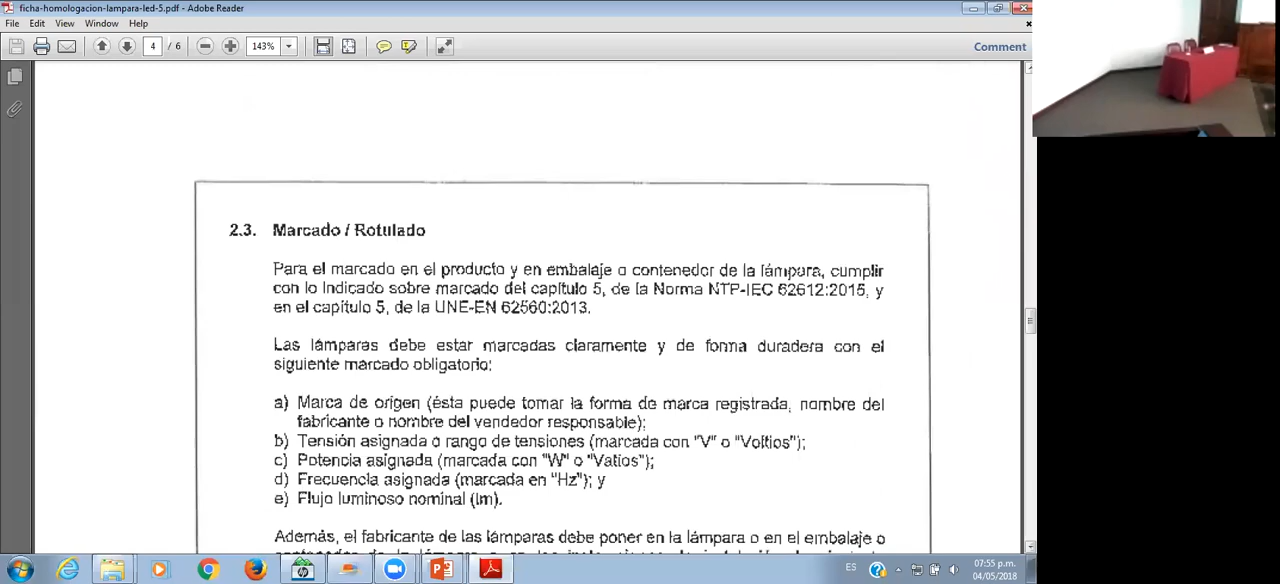 ficha-homologacion-lampara-led-5.pdf - Adobe Reader
File Edit View Window Help
4 / 6 143% Comment
2.3. Marcado / Rotulado
Para el marcado en el producto y en embalaje o contenedor de la lámpara, cumplir
con lo indicado sobre marcado del capítulo 5, de la Norma NTP-IEC 62612:2015, y
en el capítulo 5, de la UNE-EN 62560:2013.
Las lámparas debe estar marcadas claramente y de forma duradera con el
siguiente marcado obligatorio:
a) Marca de origen (ésta puede tomar la forma de marca registrada, nombre del
fabricante o nombre del vendedor responsable);
b) Tensión asignada o rango de tensiones (marcada con "V" o "Voltios");
c) Potencia asignada (marcada con "W" o "Vatios");
d) Frecuencia asignada (marcada en "Hz"); y
e) Flujo luminoso nominal (lm).
Además, el fabricante de las lámparas debe poner en la lámpara o en el embalaje o
ES
07:55 p.m.
04/05/2018